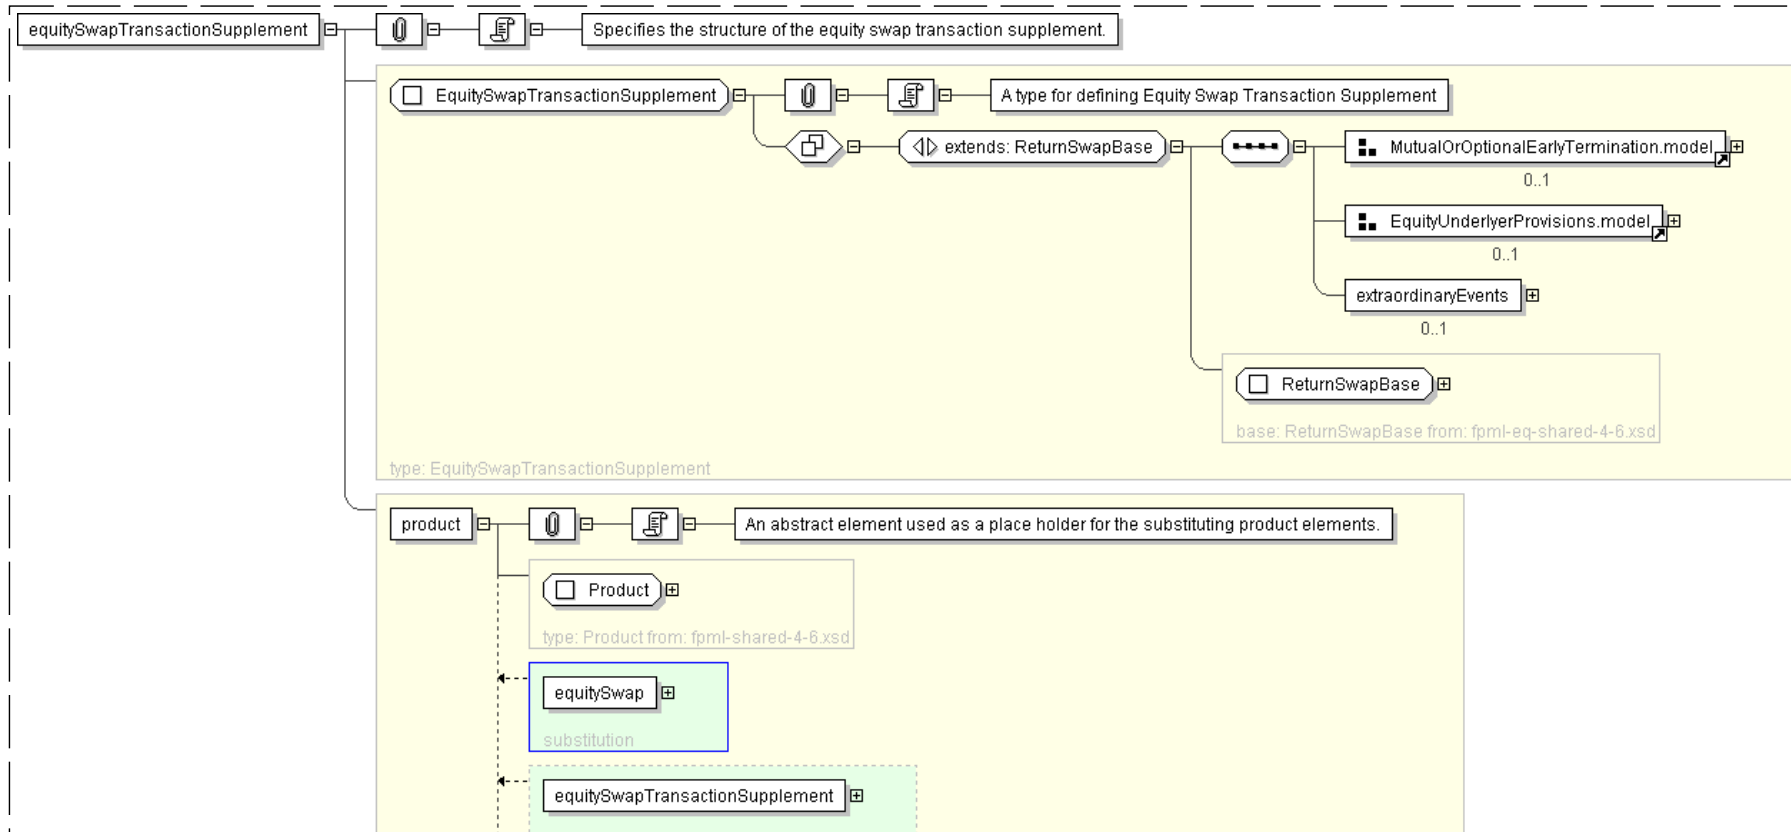 equitySwapTransactionSupplement
Specifies the structure of the equity swap transaction supplement.
EquitySwapTransactionSupplement
A type for defining Equity Swap Transaction Supplement
extends: ReturnSwapBase
MutualOrOptionalEarlyTermination.model
0..1
EquityUnderlyerProvisions.model
0..1
extraordinaryEvents
0..1
ReturnSwapBase
base: ReturnSwapBase from: fpml-eq-shared-4-6.xsd
type: EquitySwapTransactionSupplement
product
An abstract element used as a place holder for the substituting product elements.
Product
type: Product from: fpml-shared-4-6.xsd
equitySwap
substitution
equitySwapTransactionSupplement